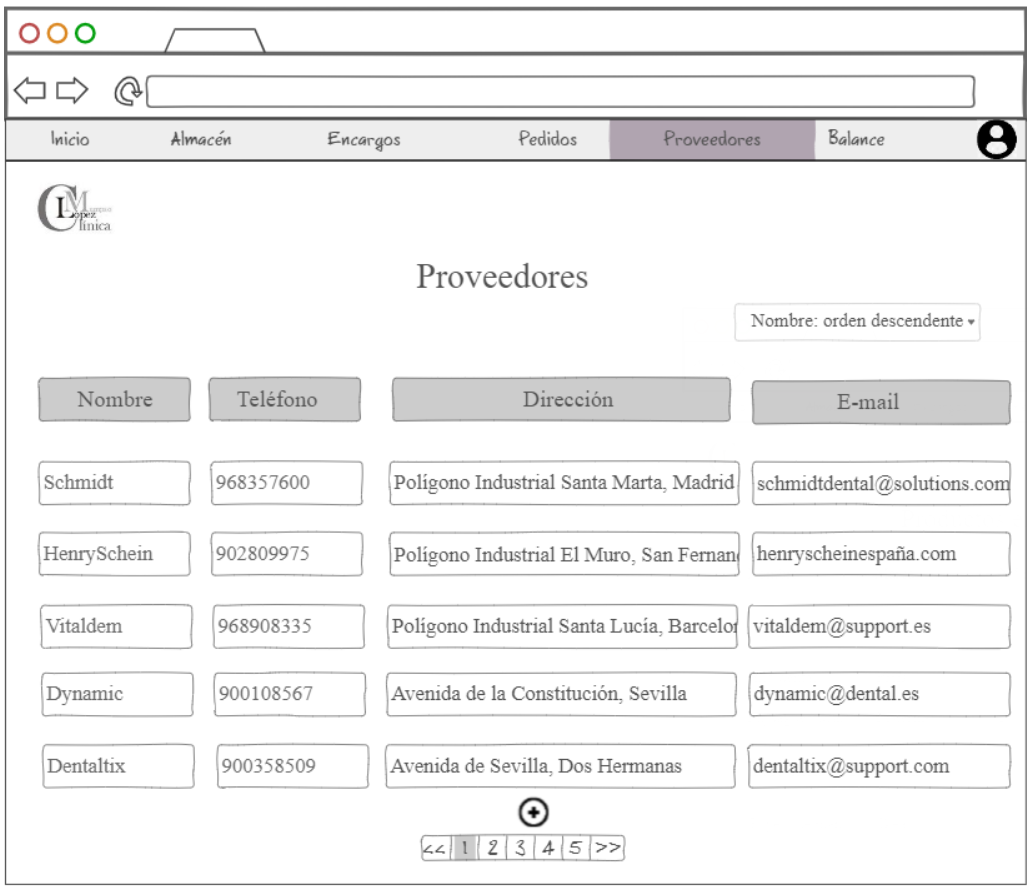 Inicio Almacén Encargos Pedidos Proveedores Balance
CLM
Lopez Campos
Clínica
Proveedores
Nombre: orden descendente
Nombre Teléfono Dirección E-mail
Schmidt 968357600 Polígono Industrial Santa Marta, Madrid schmidtdental@solutions.com
HenrySchein 902809975 Polígono Industrial El Muro, San Fernan henryscheinespaña.com
Vitaldem 968908335 Polígono Industrial Santa Lucía, Barcelon vitaldem@support.es
Dynamic 900108567 Avenida de la Constitución, Sevilla dynamic@dental.es
Dentaltix 900358509 Avenida de Sevilla, Dos Hermanas dentaltix@support.com
<< 1 2 3 4 5 >>